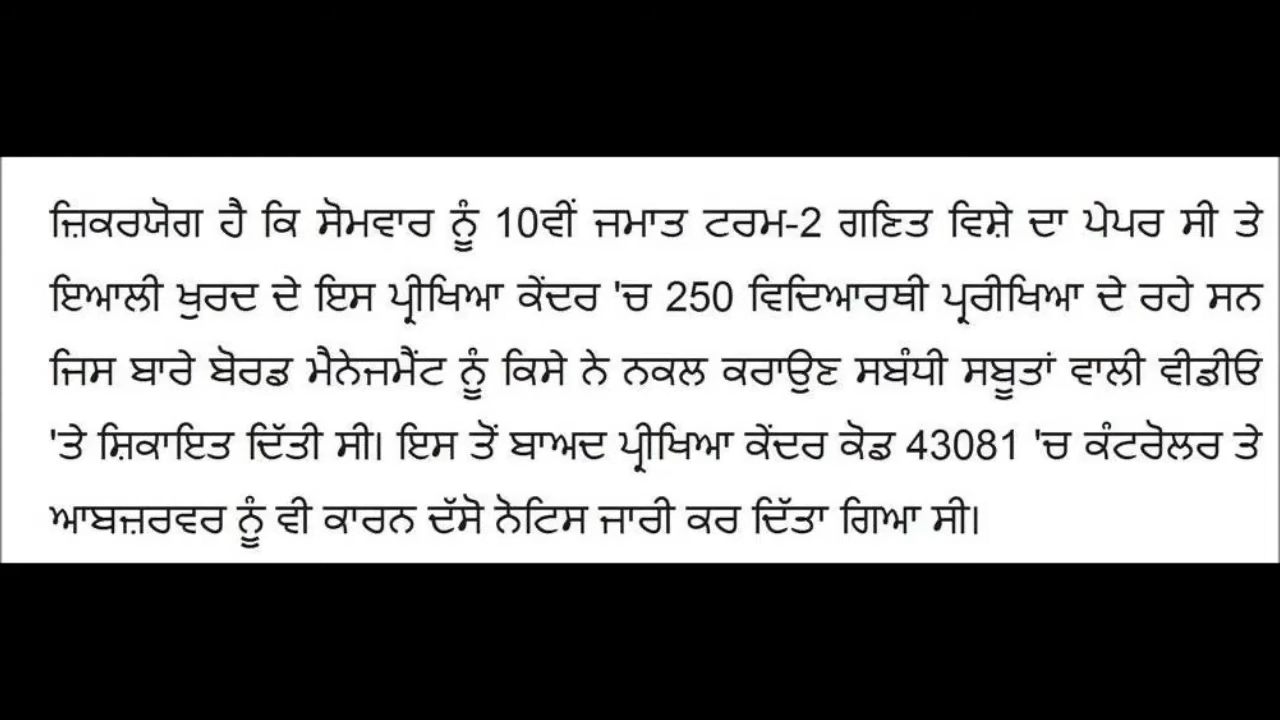 ਜ਼ਿਕਰਯੋਗ ਹੈ ਕਿ ਸੋਮਵਾਰ ਨੂੰ 10ਵੀਂ ਜਮਾਤ ਟਰਮ-2 ਗਣਿਤ ਵਿਸ਼ੇ ਦਾ ਪੇਪਰ ਸੀ ਤੇ
ਇਆਲੀ ਖੁਰਦ ਦੇ ਇਸ ਪ੍ਰੀਖਿਆ ਕੇਂਦਰ 'ਚ 250 ਵਿਦਿਆਰਥੀ ਪ੍ਰਰੀਖਿਆ ਦੇ ਰਹੇ ਸਨ
ਜਿਸ ਬਾਰੇ ਬੋਰਡ ਮੈਨੇਜਮੈਂਟ ਨੂੰ ਕਿਸੇ ਨੇ ਨਕਲ ਕਰਾਉਣ ਸਬੰਧੀ ਸਬੂਤਾਂ ਵਾਲੀ ਵੀਡੀਓ
'ਤੇ ਸ਼ਿਕਾਇਤ ਦਿੱਤੀ ਸੀ। ਇਸ ਤੋਂ ਬਾਅਦ ਪ੍ਰੀਖਿਆ ਕੇਂਦਰ ਕੋਡ 43081 'ਚ ਕੰਟਰੋਲਰ ਤੇ
ਆਬਜ਼ਰਵਰ ਨੂੰ ਵੀ ਕਾਰਨ ਦੱਸੋ ਨੋਟਿਸ ਜਾਰੀ ਕਰ ਦਿੱਤਾ ਗਿਆ ਸੀ।